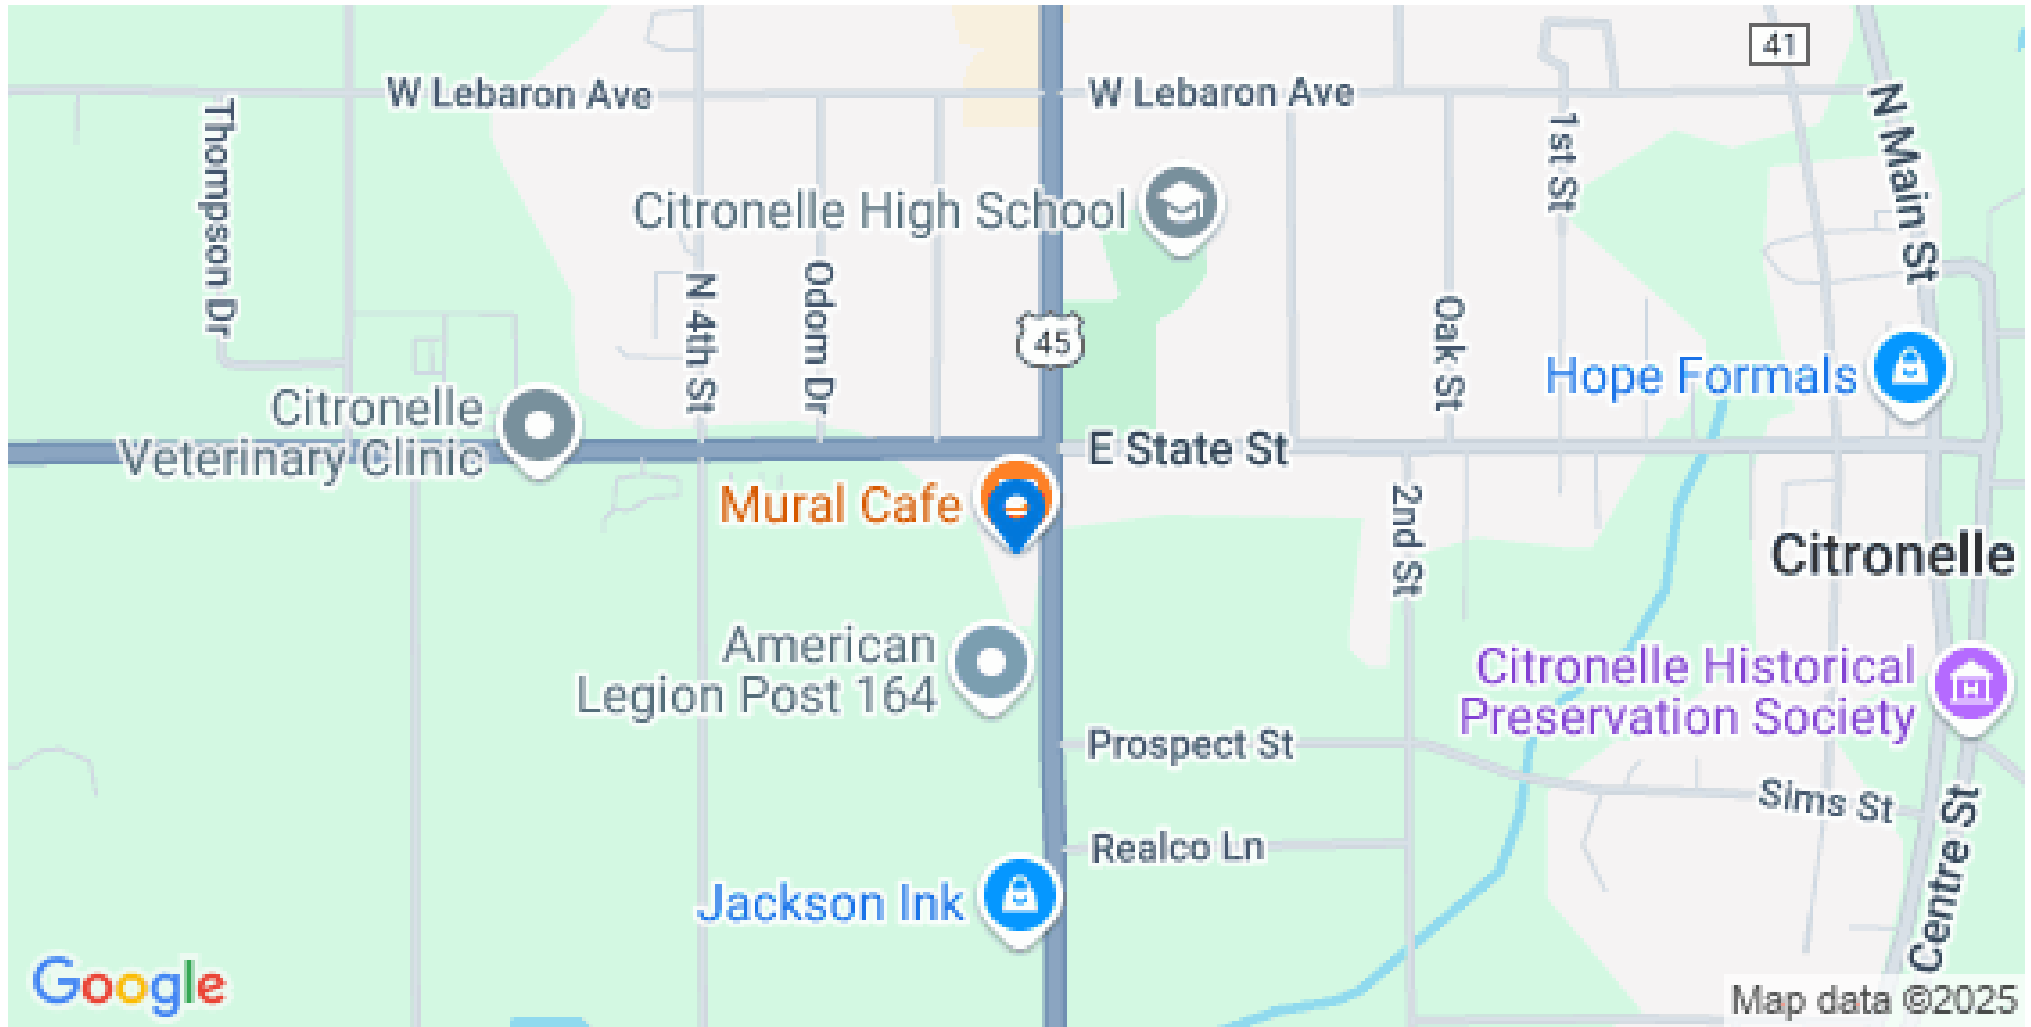 41
W Lebaron Ave
W Lebaron Ave
N Main St
Thompson Dr
1st St
Citronelle High School
N 4th St
Odom Dr
45
Oak St
Hope Formals
Citronelle
Veterinary Clinic
E State St
Mural Cafe
2nd St
Citronelle
American
Legion Post 164
Citronelle Historical
Preservation Society
Prospect St
Sims St
Realco Ln
Centre St
Jackson Ink
Google
Map data ©2025